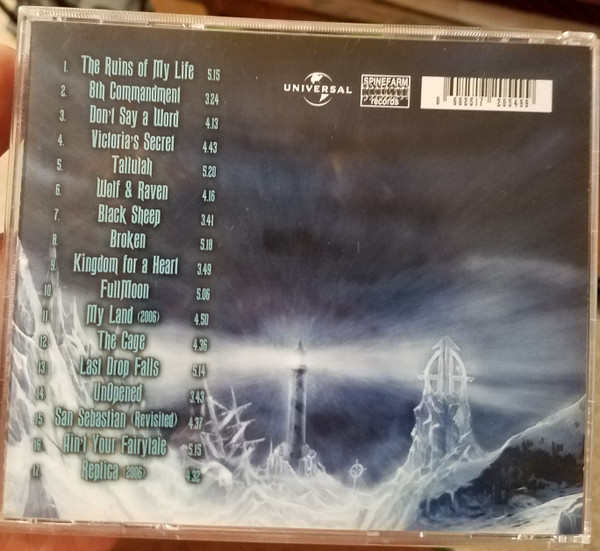 1. The Ruins of My Life 5.15
2. 8th Commandment 3.24
3. Don't Say a Word 4.13
4. Victoria's Secret 4.43
5. Tallulah 5.20
6. Wolf & Raven 4.16
7. Black Sheep 3.41
8. Broken 5.18
9. Kingdom for a Heart 3.49
10. FullMoon 5.06
11. My Land (2006) 4.50
12. The Cage 4.36
13. Last Drop Falls 5.14
14. UnOpened 3.43
15. San Sebastian (Revisited) 4.37
16. Ain't Your Fairytale 5.15
17. Replica (2006) 4.32
UNIVERSAL
SPINEFARM
records